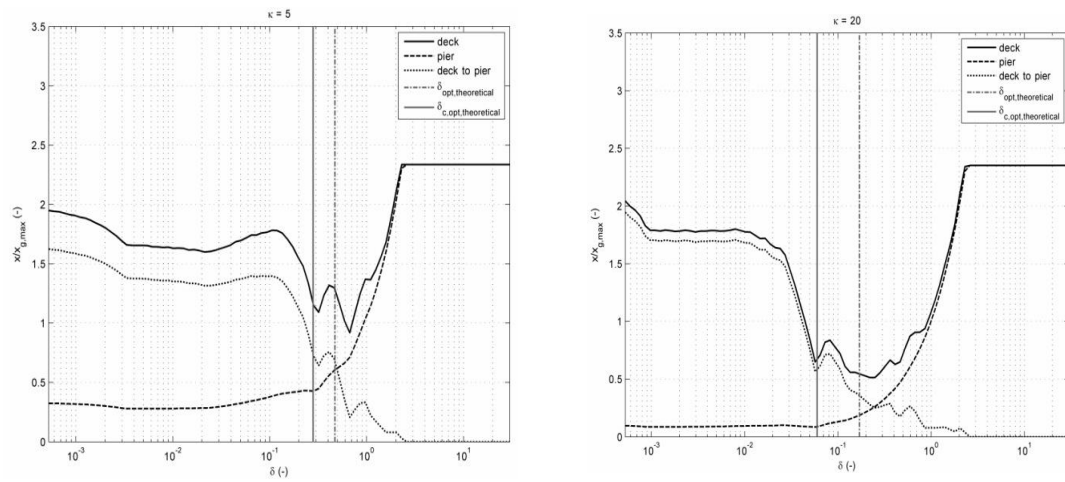 κ = 5
3.5
3
2.5
2
1.5
1
0.5
0
x/x_g,max (-)
deck
pier
deck to pier
δ_opt,theoretical
δ_c,opt,theoretical
10^-3
10^-2
10^-1
10^0
10^1
δ (-)
κ = 20
3.5
3
2.5
2
1.5
1
0.5
0
x/x_g,max (-)
deck
pier
deck to pier
δ_opt,theoretical
δ_c,opt,theoretical
10^-3
10^-2
10^-1
10^0
10^1
δ (-)